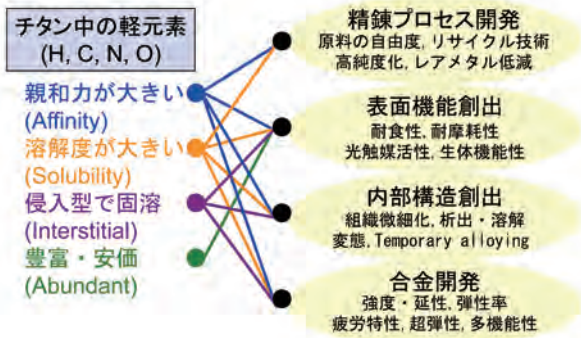 チタン中の軽元素
(H, C, N, O)
親和力が大きい
(Affinity)
溶解度が大きい
(Solubility)
侵入型で固溶
(Interstitial)
豊富・安価
(Abundant)
精錬プロセス開発
原料の自由度, リサイクル技術
高純度化, レアメタル低減
表面機能創出
耐食性, 耐摩耗性
光触媒活性, 生体機能性
内部構造創出
組織微細化, 析出・溶解
変態, Temporary alloying
合金開発
強度・延性, 弾性率
疲労特性, 超弾性, 多機能性